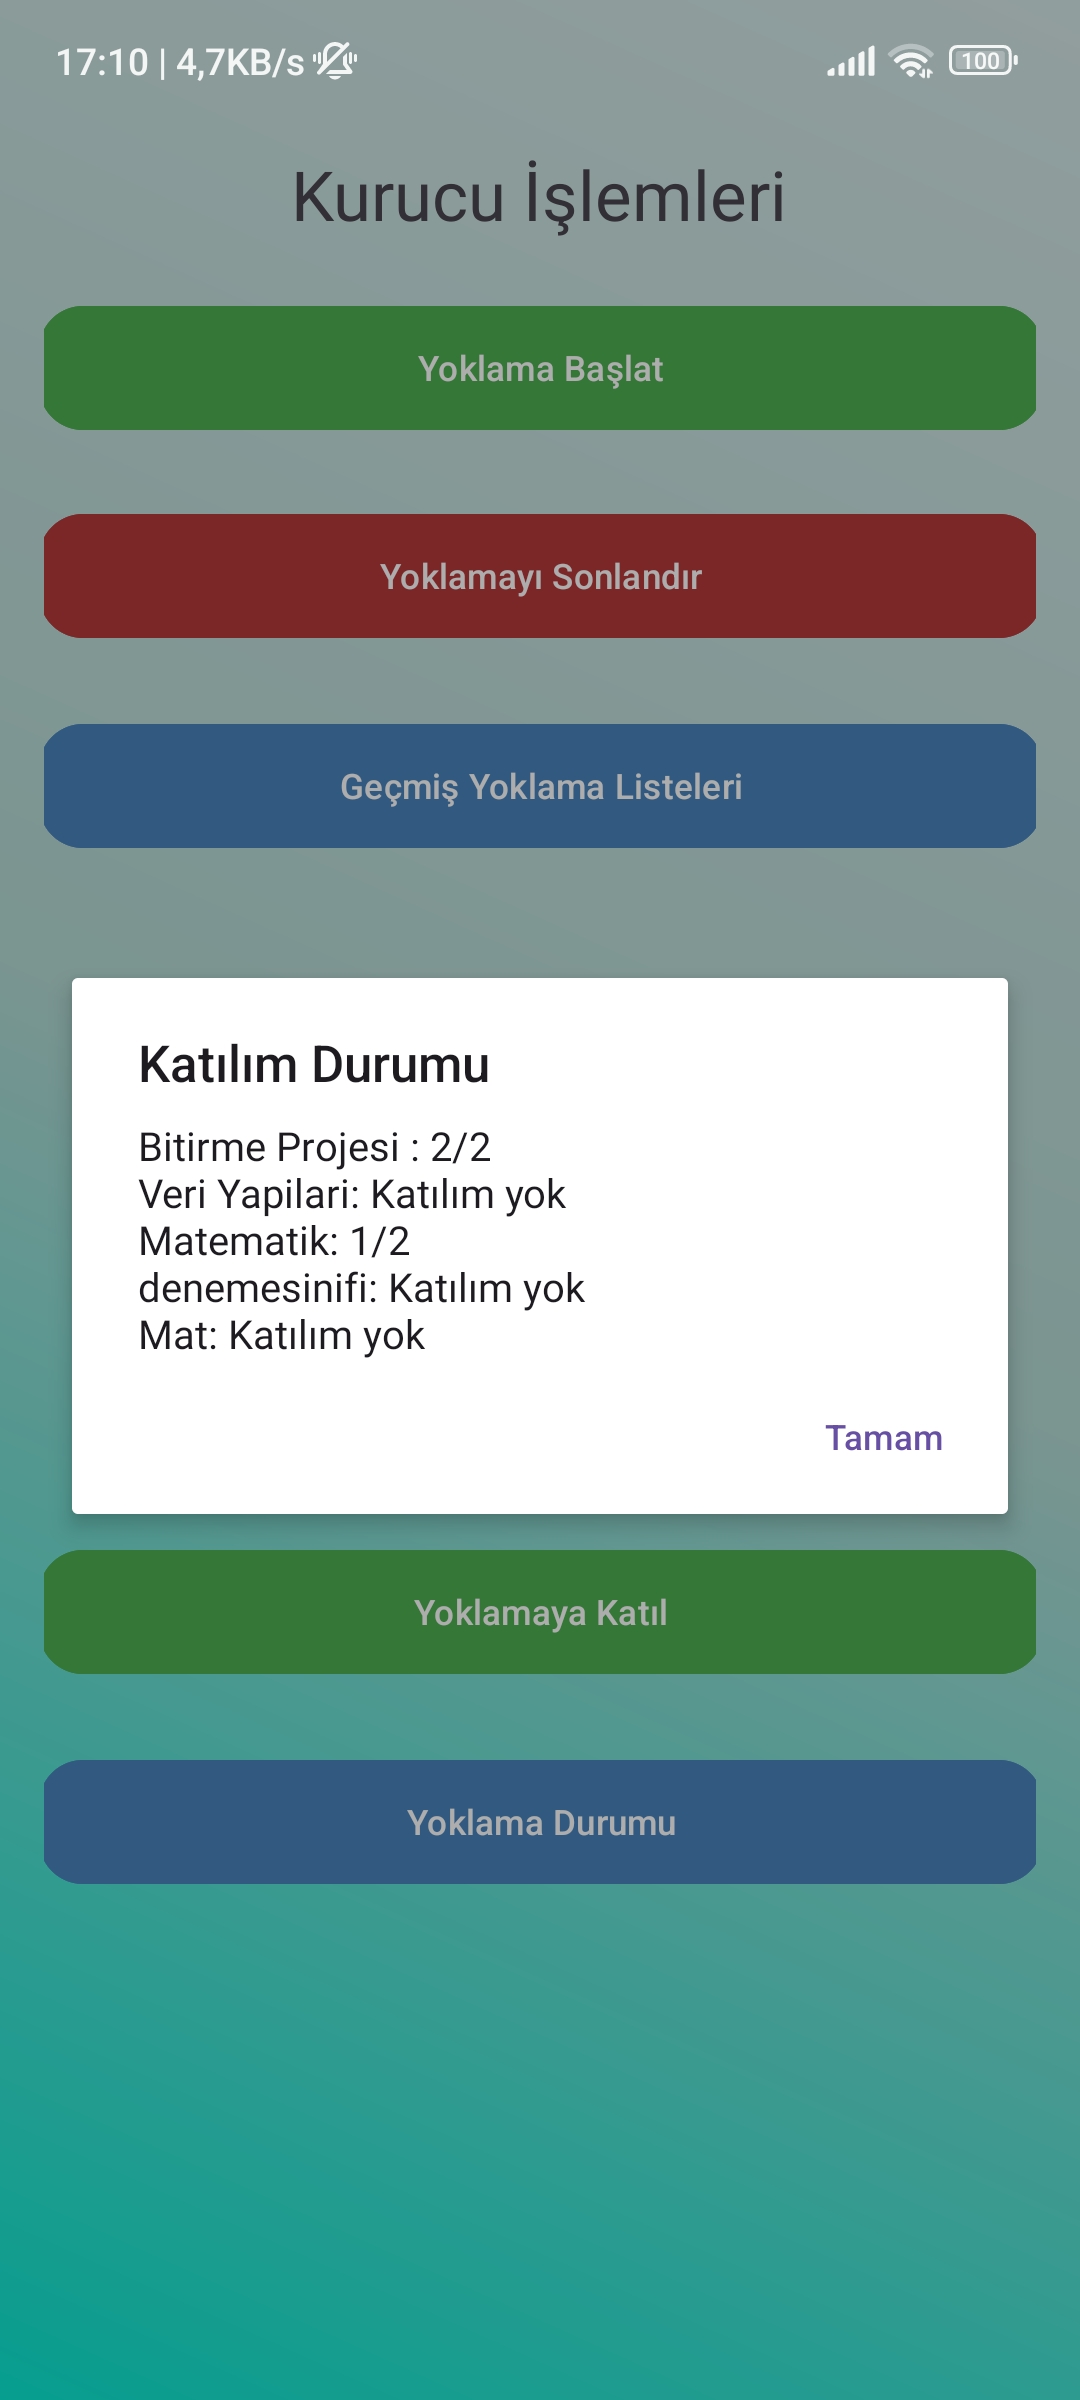 17:10 | 4,7KB/s
100
Kurucu İşlemleri
Yoklama Başlat
Yoklamayı Sonlandır
Geçmiş Yoklama Listeleri
Katılım Durumu
Bitirme Projesi : 2/2
Veri Yapilari: Katılım yok
Matematik: 1/2
denemesinifi: Katılım yok
Mat: Katılım yok
Tamam
Yoklamaya Katıl
Yoklama Durumu